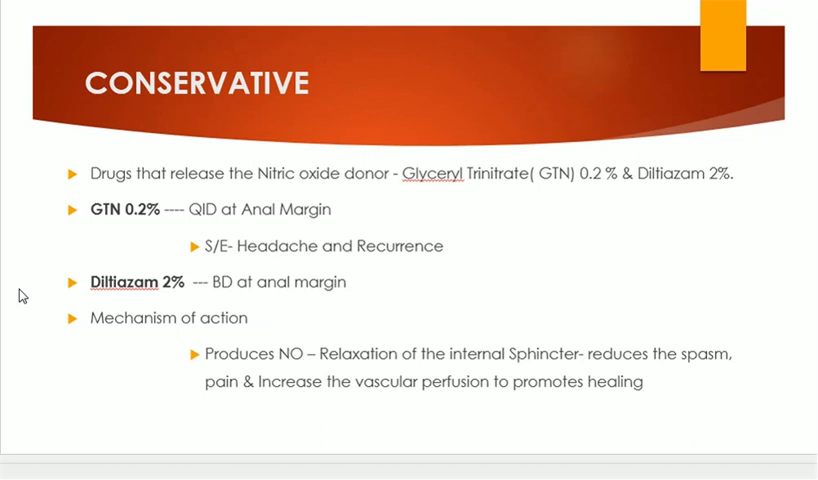 CONSERVATIVE
Drugs that release the Nitric oxide donor - Glyceryl Trinitrate( GTN) 0.2 % & Diltiazam 2%.
GTN 0.2% ---- QID at Anal Margin
S/E- Headache and Recurrence
Diltiazam 2% --- BD at anal margin
Mechanism of action
Produces NO – Relaxation of the internal Sphincter- reduces the spasm,
pain & Increase the vascular perfusion to promotes healing